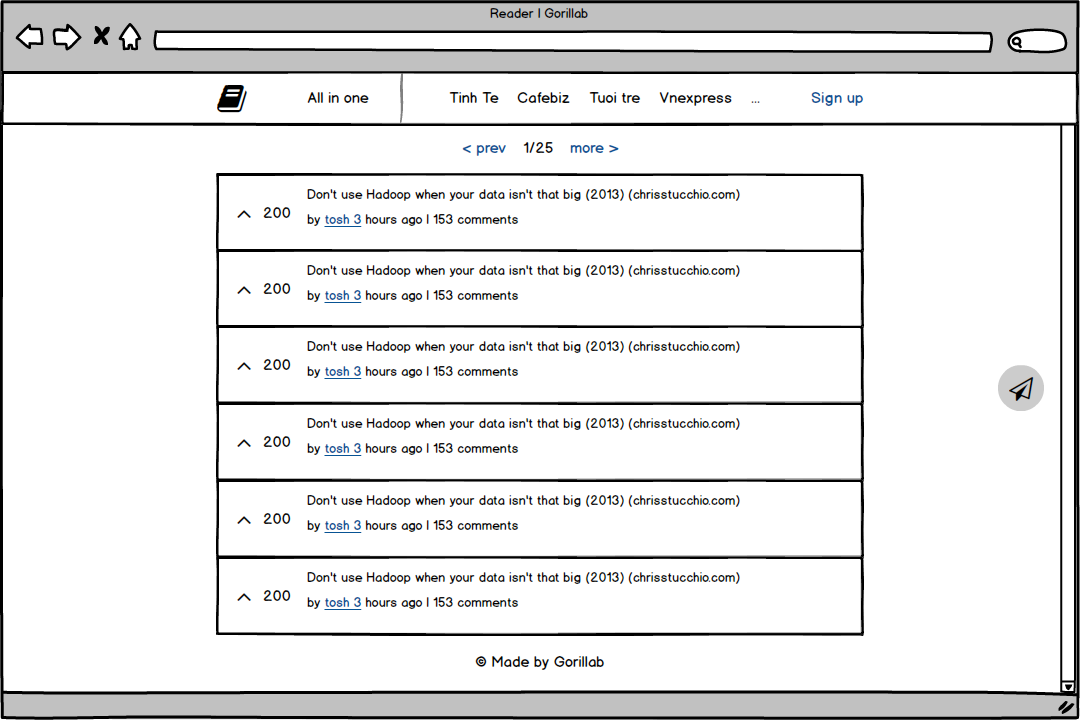 Reader | Gorillab
All in one Tinh Te Cafebiz Tuoi tre Vnexpress ... Sign up
< prev 1/25 more >
Don't use Hadoop when your data isn't that big (2013) (chrisstucchio.com)
200
by tosh 3 hours ago | 153 comments
Don't use Hadoop when your data isn't that big (2013) (chrisstucchio.com)
200
by tosh 3 hours ago | 153 comments
Don't use Hadoop when your data isn't that big (2013) (chrisstucchio.com)
200
by tosh 3 hours ago | 153 comments
Don't use Hadoop when your data isn't that big (2013) (chrisstucchio.com)
200
by tosh 3 hours ago | 153 comments
Don't use Hadoop when your data isn't that big (2013) (chrisstucchio.com)
200
by tosh 3 hours ago | 153 comments
Don't use Hadoop when your data isn't that big (2013) (chrisstucchio.com)
200
by tosh 3 hours ago | 153 comments
© Made by Gorillab